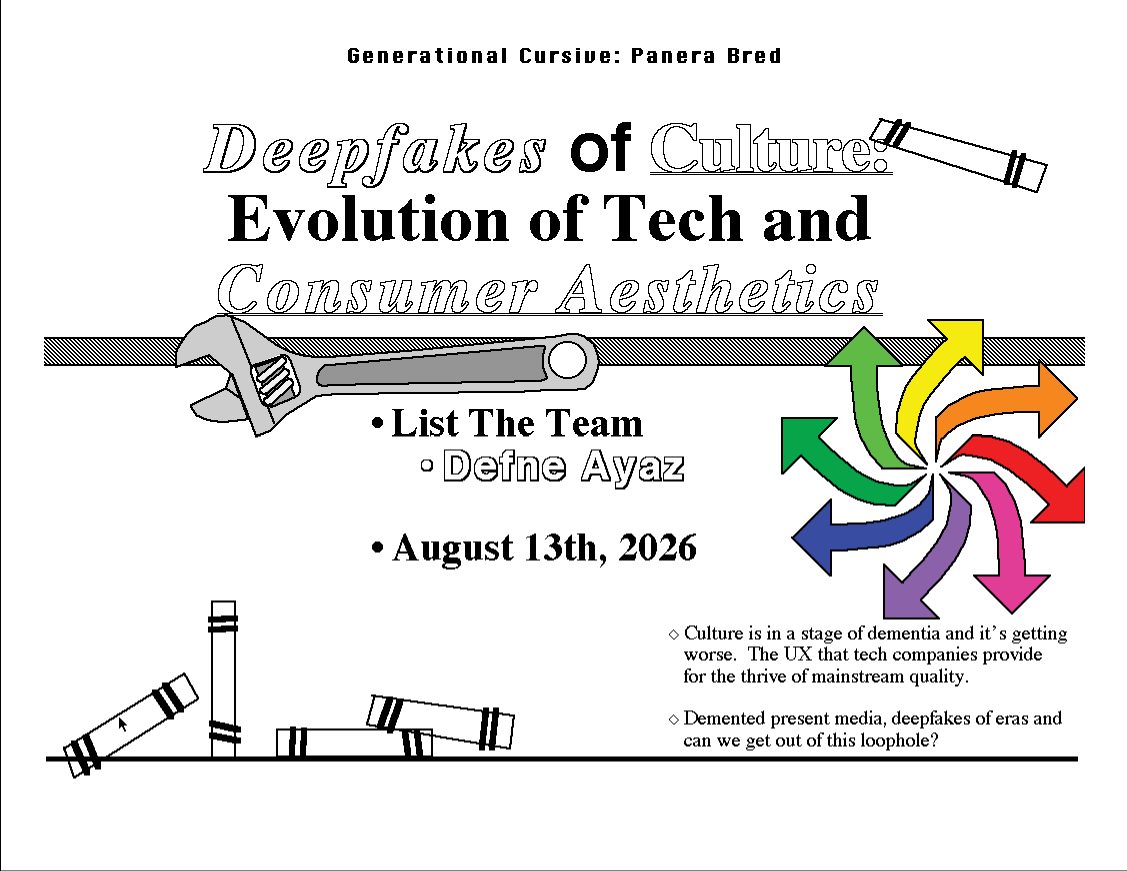 Generational Cursive: Panera Bred
Deepfakes of Culture:
Evolution of Tech and
Consumer Aesthetics
• List The Team
◦ Defne Ayaz
• August 13th, 2026
◇ Culture is in a stage of dementia and it's getting
worse.  The UX that tech companies provide
for the thrive of mainstream quality.
◇ Demented present media, deepfakes of eras and
can we get out of this loophole?